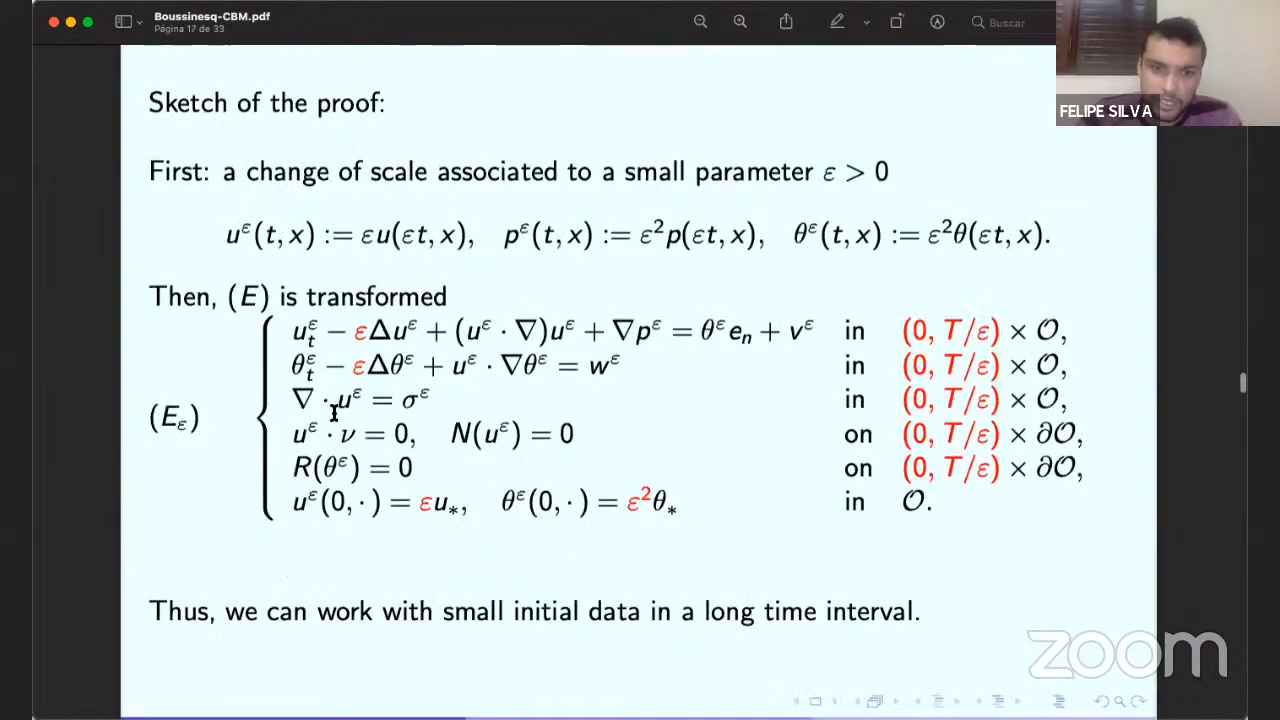 Boussinesq-CBM.pdf
Página 17 de 33
Buscar
FELIPE SILVA
Sketch of the proof:
First: a change of scale associated to a small parameter ε > 0
u^ε(t, x) := εu(εt, x), p^ε(t, x) := ε²p(εt, x), θ^ε(t, x) := ε²θ(εt, x).
Then, (E) is transformed
u_t^ε − εΔu^ε + (u^ε · ∇)u^ε + ∇p^ε = θ^ε e_n + v^ε in (0, T/ε) × 𝒪,
θ_t^ε − εΔθ^ε + u^ε · ∇θ^ε = w^ε in (0, T/ε) × 𝒪,
∇ · u^ε = σ^ε in (0, T/ε) × 𝒪,
(E_ε)
u^ε · ν = 0, N(u^ε) = 0 on (0, T/ε) × ∂𝒪,
R(θ^ε) = 0 on (0, T/ε) × ∂𝒪,
u^ε(0, ·) = εu_*, θ^ε(0, ·) = ε²θ_* in 𝒪.
Thus, we can work with small initial data in a long time interval.
zoom